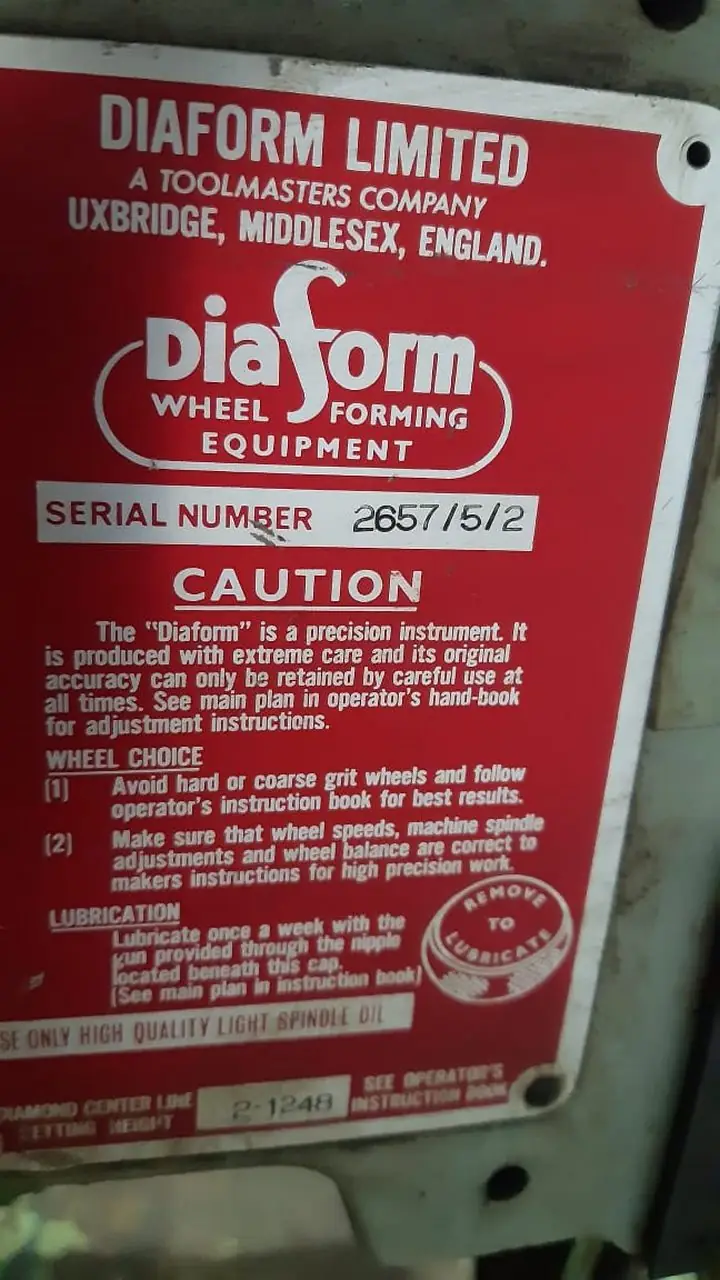 DIAFORM LIMITED
A TOOLMASTERS COMPANY
UXBRIDGE, MIDDLESEX, ENGLAND.
Diaform
WHEEL FORMING
EQUIPMENT
SERIAL NUMBER 2657/5/2
CAUTION
The "Diaform" is a precision instrument. It
is produced with extreme care and its original
accuracy can only be retained by careful use at
all times. See main plan in operator's hand-book
for adjustment instructions.
WHEEL CHOICE
(1) Avoid hard or coarse grit wheels and follow
operator's instruction book for best results.
(2) Make sure that wheel speeds, machine spindle
adjustments and wheel balance are correct to
makers instructions for high precision work.
LUBRICATION
Lubricate once a week with the
gun provided through the nipple
located beneath this cap.
(See main plan in instruction book)
REMOVE
TO
LUBRICATE
SE ONLY HIGH QUALITY LIGHT SPINDLE OIL
DIAMOND CENTER LINE
SETTING HEIGHT
2-1248
SEE OPERATOR'S
INSTRUCTION BOOK